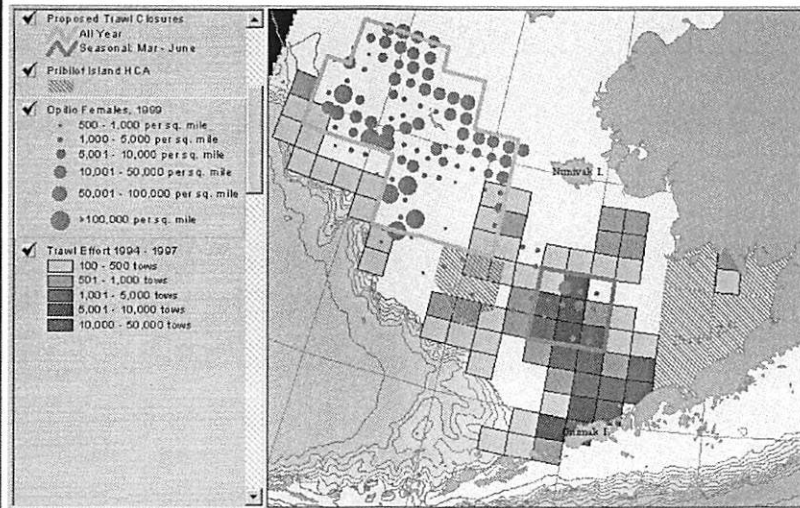 Proposed Trawl Closures
All Year
Seasonal, Mar - June
Pribilof Island HCA
Opilio Females, 1999
500 - 1,000 per sq. mile
1,000 - 5,000 per sq. mile
5,001 - 10,000 per sq. mile
10,001 - 50,000 per sq. mile
50,001 - 100,000 per sq. mile
>100,000 per sq. mile
Trawl Effort 1994 - 1997
100 - 500 tows
501 - 1,000 tows
1,001 - 5,000 tows
5,001 - 10,000 tows
10,000 - 50,000 tows
Nunivak I.
Unimak I.